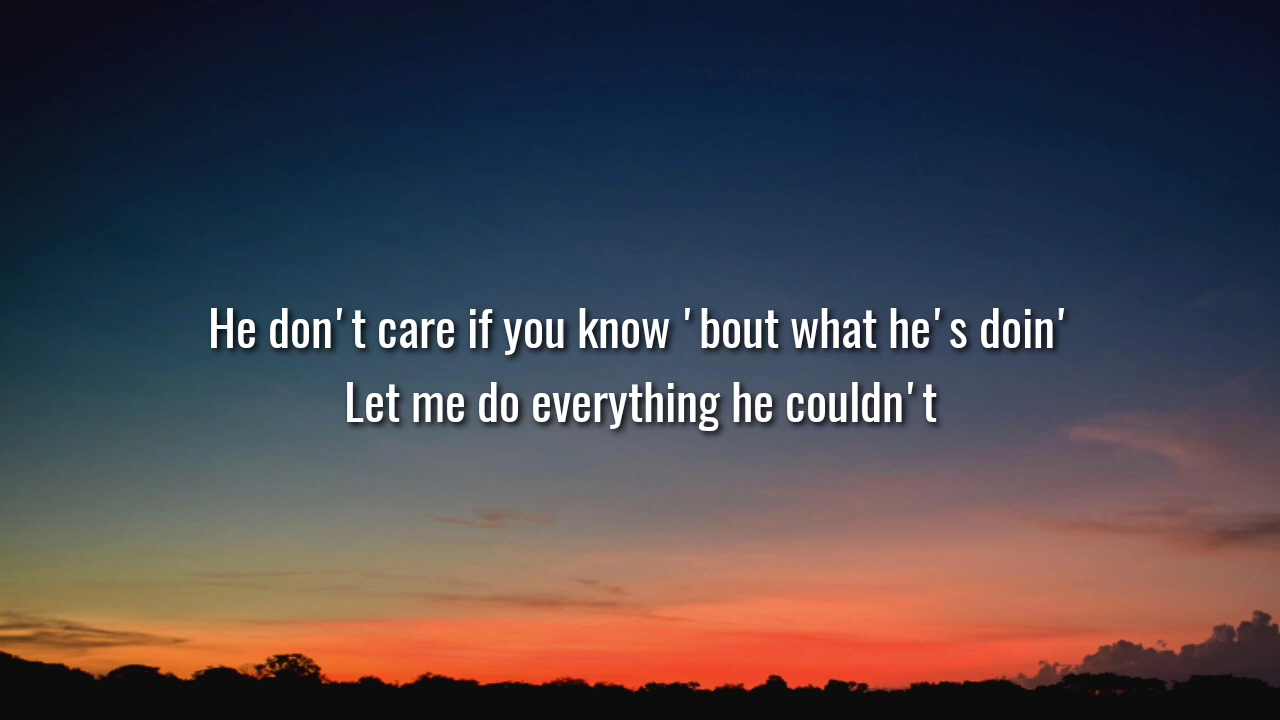 He don't care if you know 'bout what he's doin'
Let me do everything he couldn't